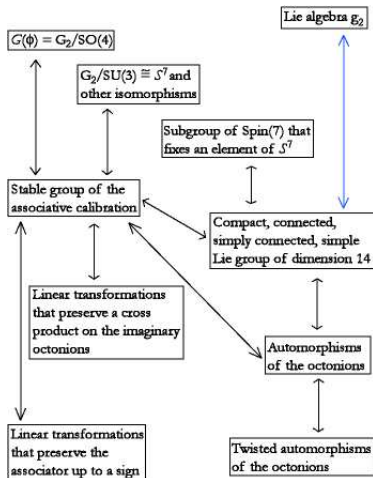 Lie algebra g₂
G(ϕ) = G₂/SO(4)
G₂/SU(3) ≅ S⁷ and
other isomorphisms
Subgroup of Spin(7) that
fixes an element of S⁷
Stable group of the
associative calibration
Compact, connected,
simply connected, simple
Lie group of dimension 14
Linear transformations
that preserve a cross
product on the imaginary
octonions
Automorphisms
of the octonions
Linear transformations
that preserve the
associator up to a sign
Twisted automorphisms
of the octonions